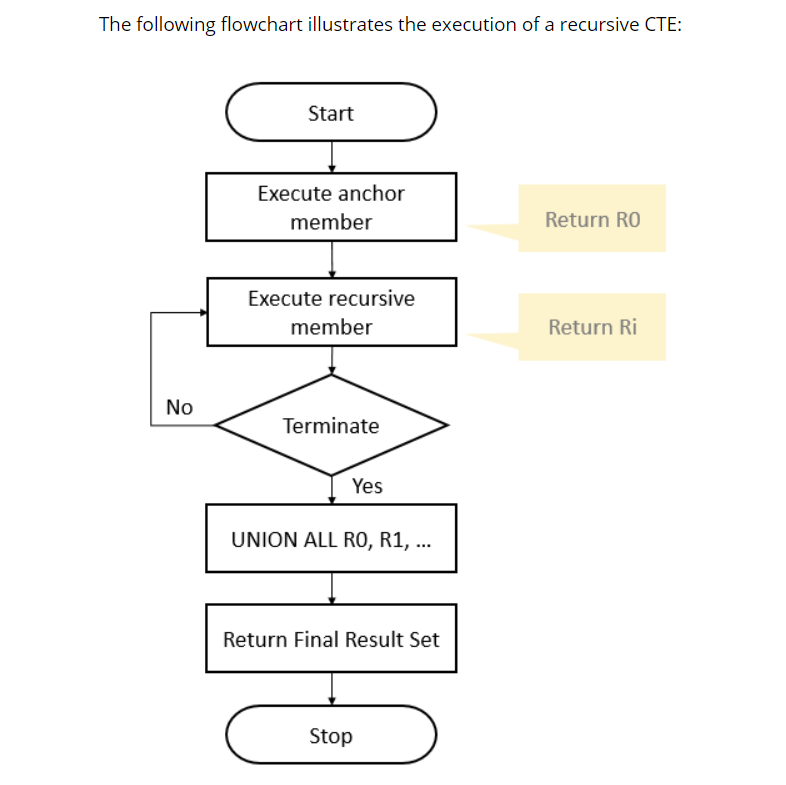 The following flowchart illustrates the execution of a recursive CTE:
Start
Execute anchor
member
Return R0
Execute recursive
member
Return Ri
No
Terminate
Yes
UNION ALL R0, R1, ...
Return Final Result Set
Stop